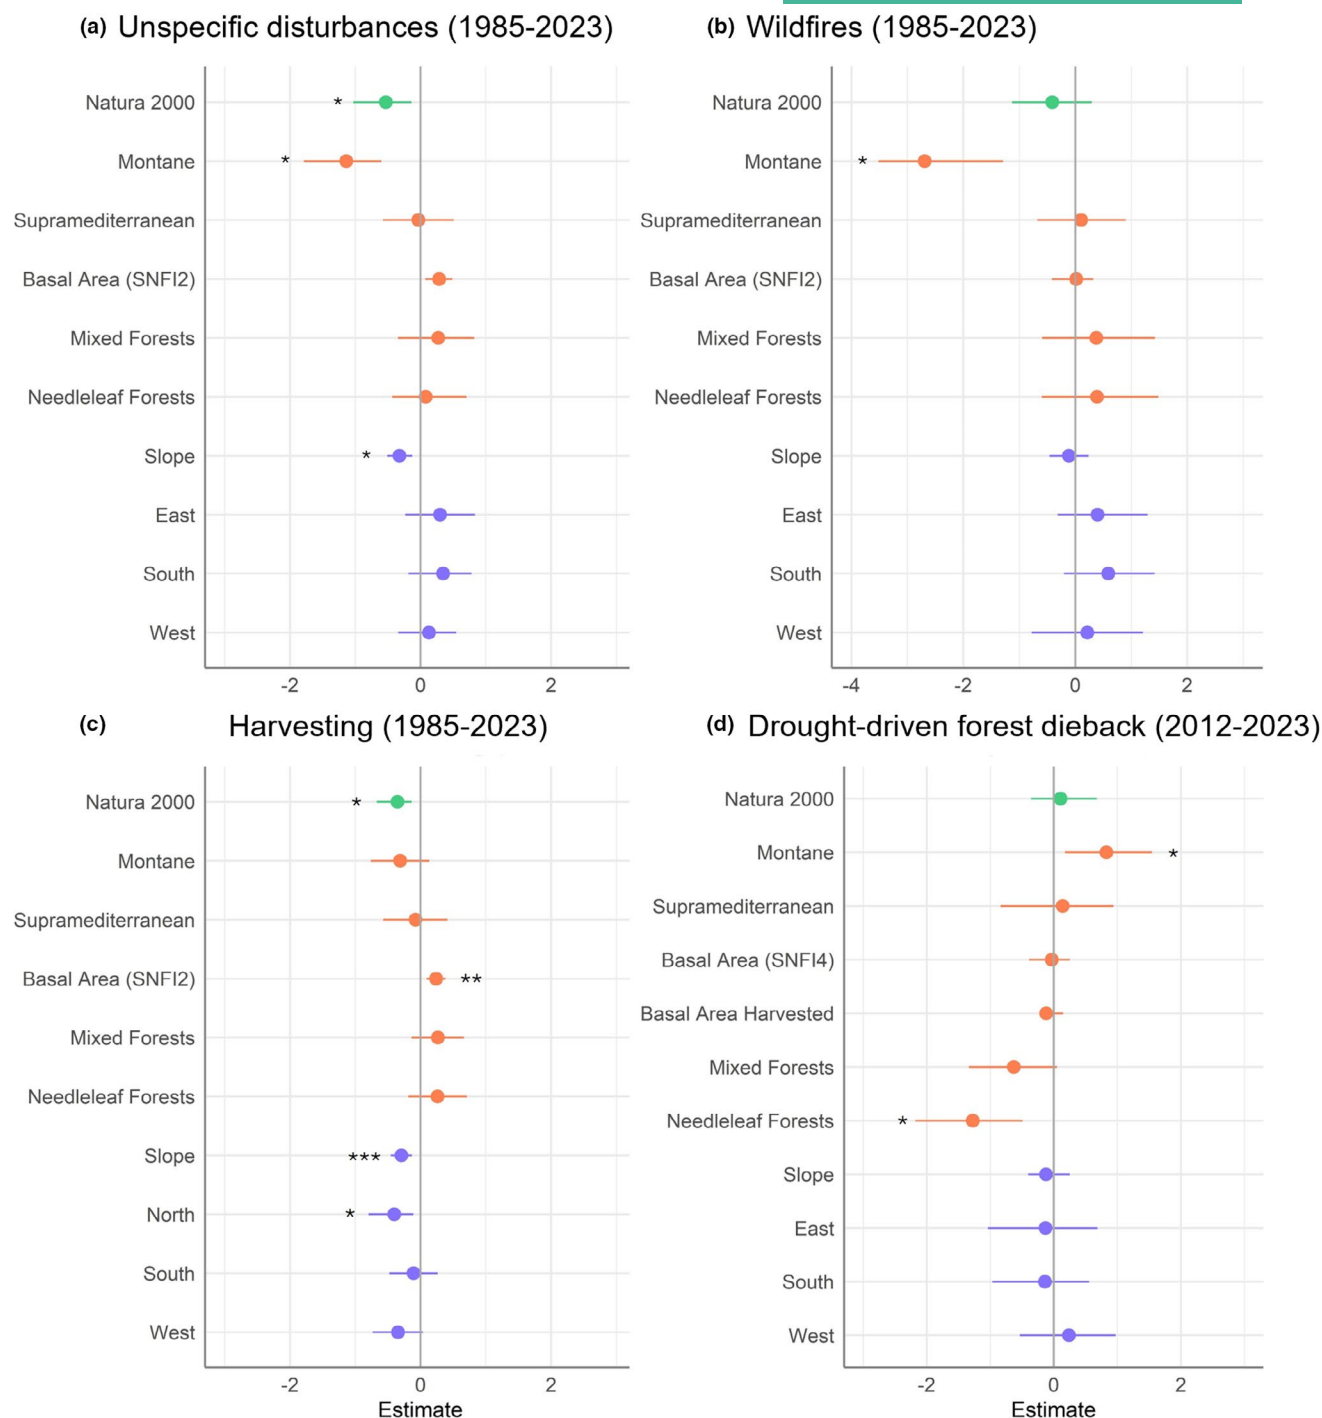 (a) Unspecific disturbances (1985-2023)
Natura 2000
*
Montane
*
Supramediterranean
Basal Area (SNFI2)
Mixed Forests
Needleleaf Forests
Slope
*
East
South
West
-2 0 2
(b) Wildfires (1985-2023)
Natura 2000
Montane
*
Supramediterranean
Basal Area (SNFI2)
Mixed Forests
Needleleaf Forests
Slope
East
South
West
-4 -2 0 2
(c) Harvesting (1985-2023)
Natura 2000
*
Montane
Supramediterranean
Basal Area (SNFI2)
**
Mixed Forests
Needleleaf Forests
Slope
***
North
*
South
West
-2 0 2
Estimate
(d) Drought-driven forest dieback (2012-2023)
Natura 2000
Montane
*
Supramediterranean
Basal Area (SNFI4)
Basal Area Harvested
Mixed Forests
Needleleaf Forests
*
Slope
East
South
West
-2 0 2
Estimate